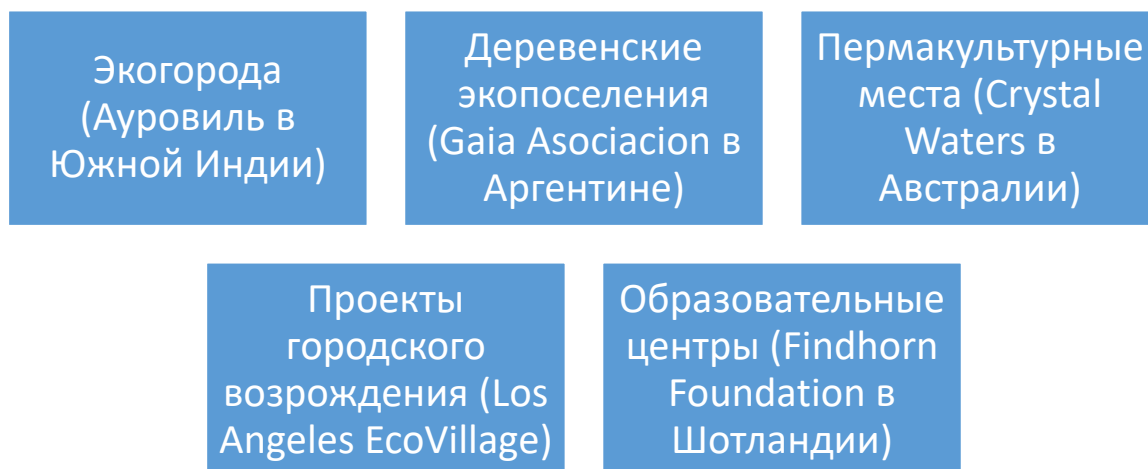 Экогорода
(Ауровиль в
Южной Индии)
Деревенские
экопоселения
(Gaia Asociacion в
Аргентине)
Пермакультурные
места (Crystal
Waters в
Австралии)
Проекты
городского
возрождения (Los
Angeles EcoVillage)
Образовательные
центры (Findhorn
Foundation в
Шотландии)